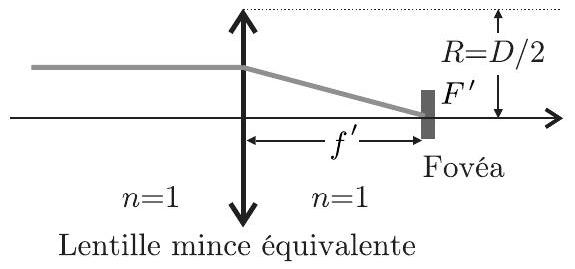 R=D/2
F′
f′
Fovéa
n=1 n=1
Lentille mince équivalente